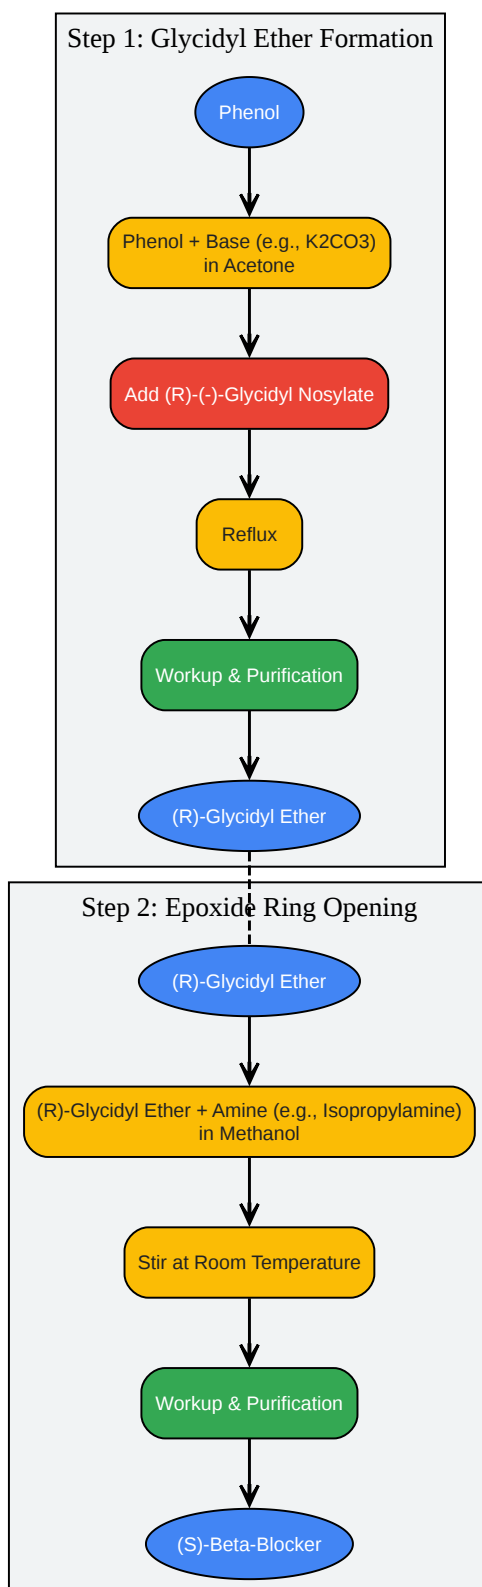 Step 1: Glycidyl Ether Formation
Phenol
Phenol + Base (e.g., K2CO3)
in Acetone
Add (R)-(-)-Glycidyl Nosylate
Reflux
Workup & Purification
(R)-Glycidyl Ether
Step 2: Epoxide Ring Opening
(R)-Glycidyl Ether
(R)-Glycidyl Ether + Amine (e.g., Isopropylamine)
in Methanol
Stir at Room Temperature
Workup & Purification
(S)-Beta-Blocker